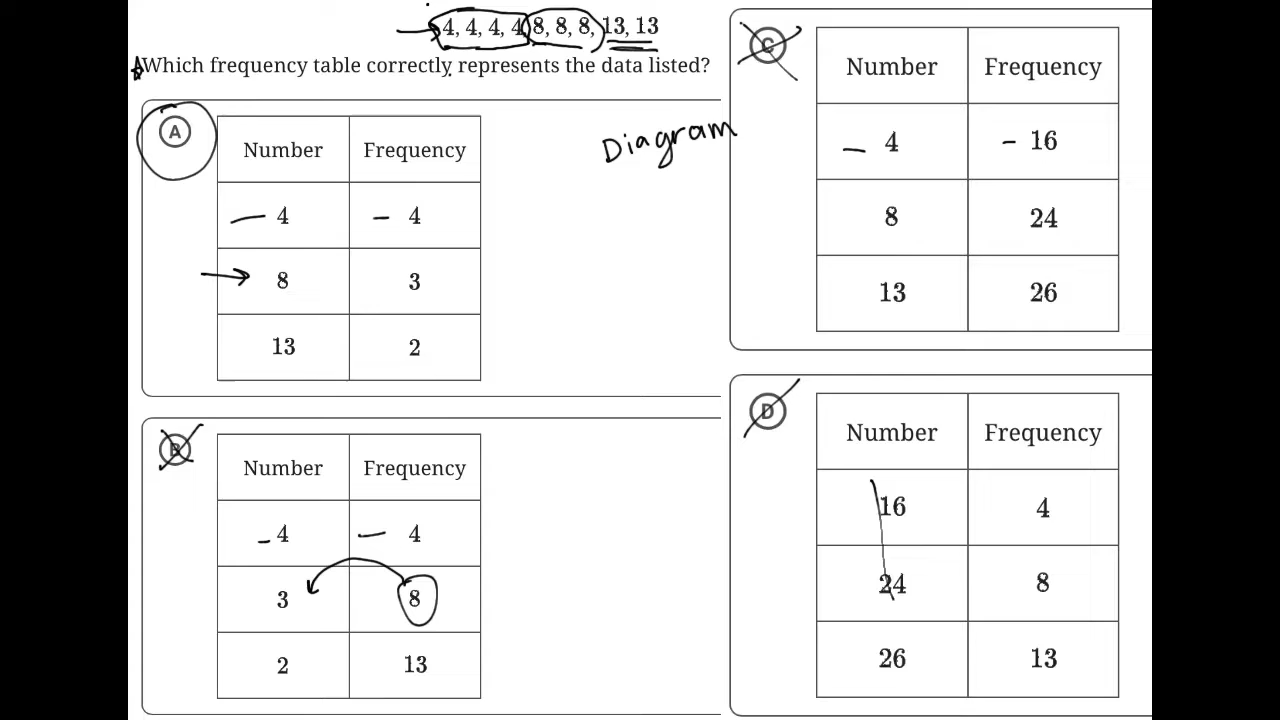 4, 4, 4, 4, 8, 8, 8, 13, 13
Which frequency table correctly represents the data listed?
A
Number Frequency
4 4
8 3
13 2
Diagram
B
Number Frequency
4 4
3 8
2 13
C
Number Frequency
4 16
8 24
13 26
D
Number Frequency
16 4
24 8
26 13